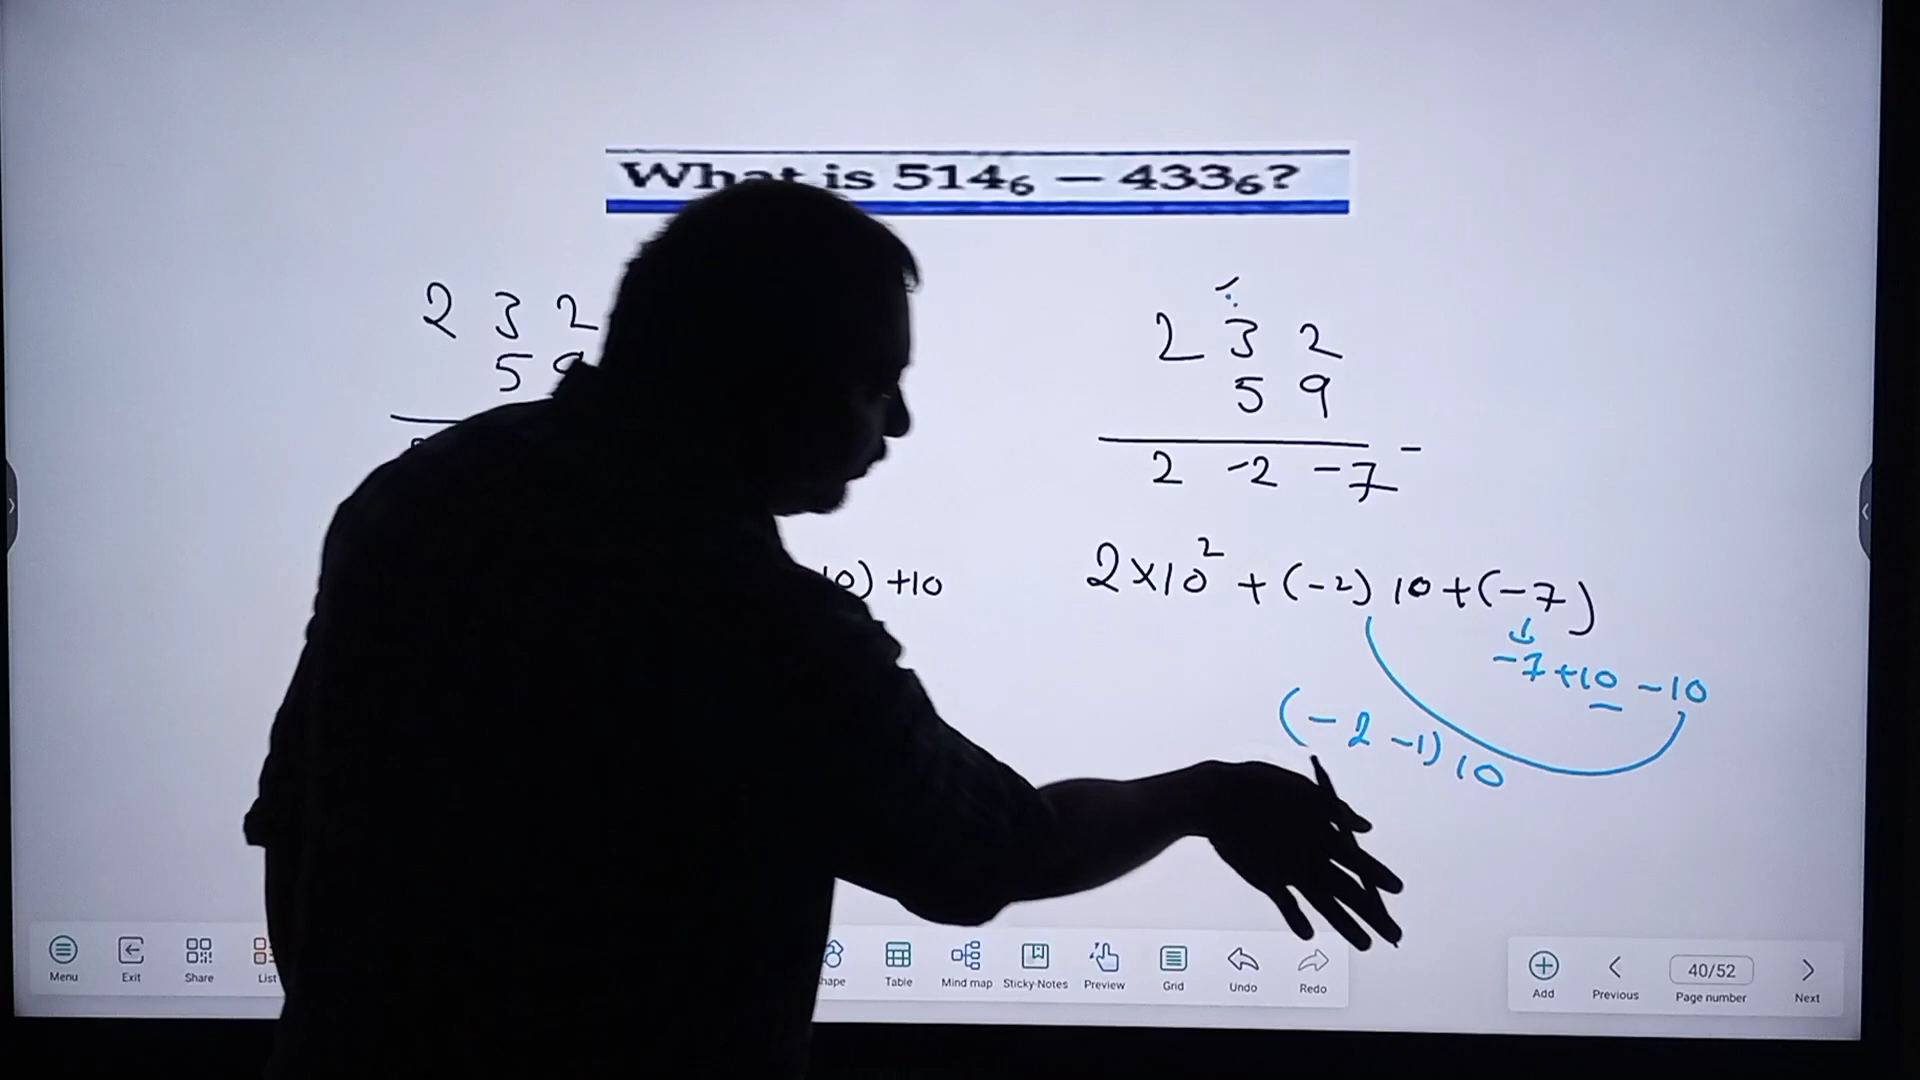 What is 514₆ − 433₆?
2 3 2
5 9
2 3 2
5 9
2 -2 -7 -
10) +10
2×10² + (-2) 10 + (-7)
-7 +10 -10
(-2 -1) 10
Menu Exit Share List hape Table Mind map Sticky Notes Preview Grid Undo Redo
Add Previous 40/52 Page number Next